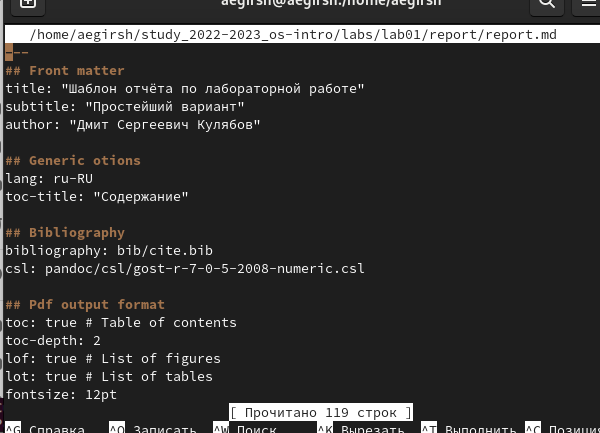 aegirsh@aegirsh:/home/aegirsh
/home/aegirsh/study_2022-2023_os-intro/labs/lab01/report/report.md
---
## Front matter
title: "Шаблон отчёта по лабораторной работе"
subtitle: "Простейший вариант"
author: "Дмит Сергеевич Кулябов"
## Generic otions
lang: ru-RU
toc-title: "Содержание"
## Bibliography
bibliography: bib/cite.bib
csl: pandoc/csl/gost-r-7-0-5-2008-numeric.csl
## Pdf output format
toc: true # Table of contents
toc-depth: 2
lof: true # List of figures
lot: true # List of tables
fontsize: 12pt
[ Прочитано 119 строк ]
^G Справка ^O Записать ^W Поиск ^K Вырезать ^T Выполнить ^C Позиция